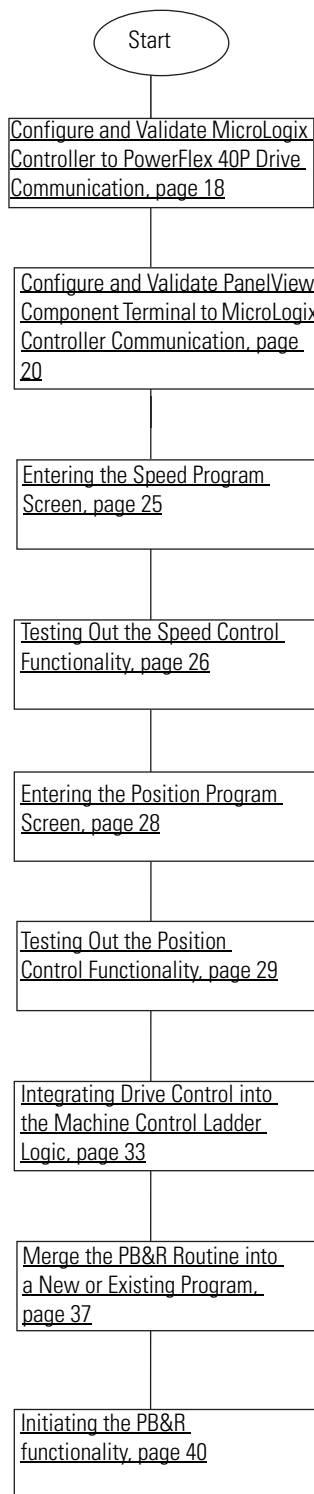 Start
Configure and Validate MicroLogix
Controller to PowerFlex 40P Drive
Communication, page 18
Configure and Validate PanelView
Component Terminal to MicroLogix
Controller Communication, page
20
Entering the Speed Program
Screen, page 25
Testing Out the Speed Control
Functionality, page 26
Entering the Position Program
Screen, page 28
Testing Out the Position
Control Functionality, page 29
Integrating Drive Control into
the Machine Control Ladder
Logic, page 33
Merge the PB&R Routine into
a New or Existing Program,
page 37
Initiating the PB&R
functionality, page 40